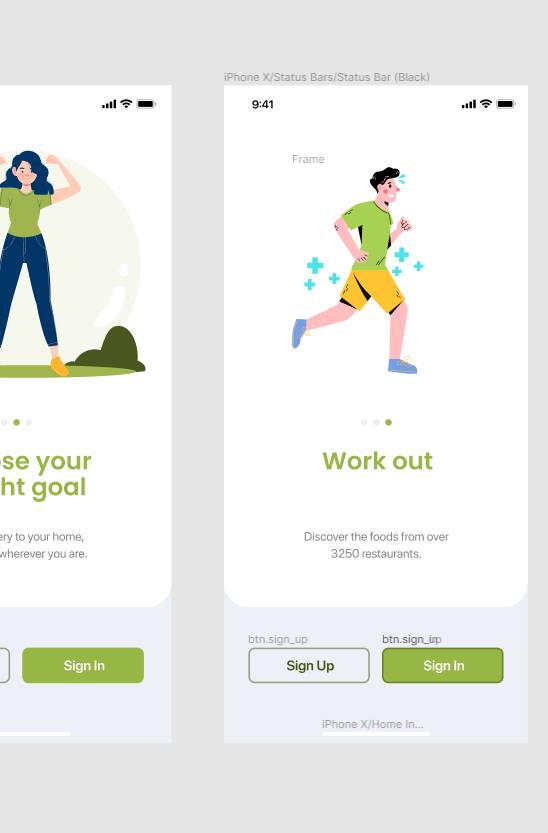 iPhone X/Status Bars/Status Bar (Black)
9:41
Frame
ose your
ht goal
ery to your home,
wherever you are.
Sign In
Work out
Discover the foods from over
3250 restaurants.
btn.sign_up
Sign Up
Sign In
iPhone X/Home In...